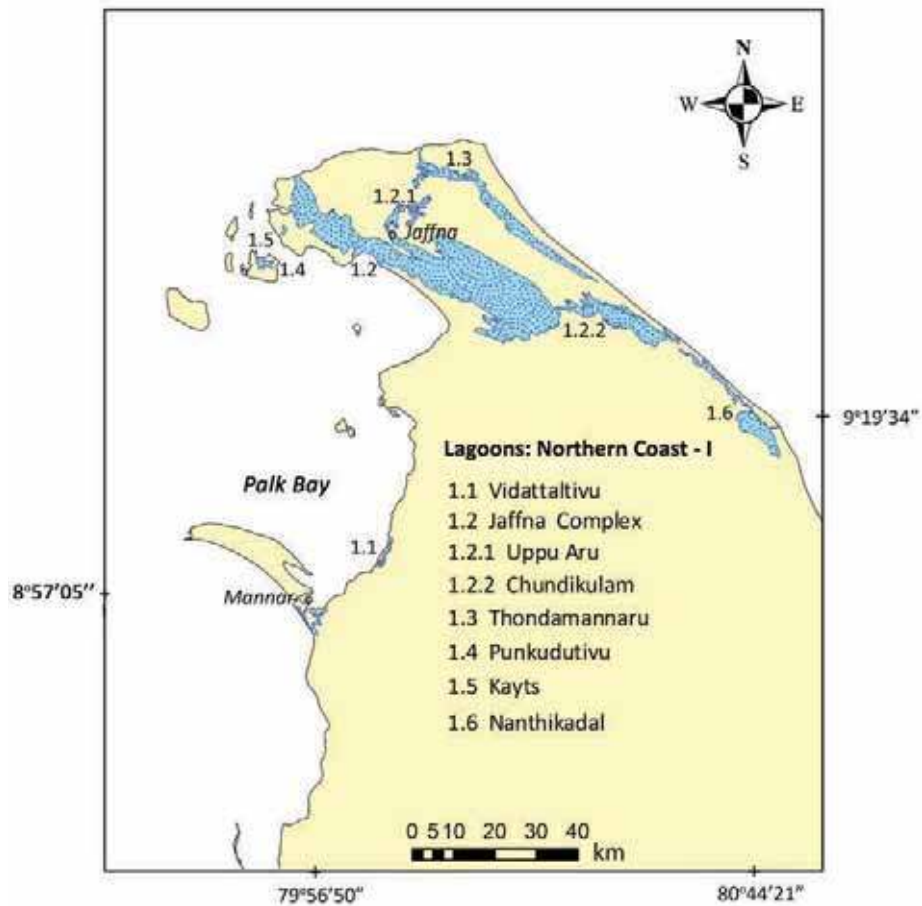 N
W E
S
1.3
1.2.1
Jaffna
1.5
1.4
1.2
1.2.2
1.6
9°19'34"
Lagoons: Northern Coast - I
Palk Bay
1.1 Vidattaltivu
1.2 Jaffna Complex
1.1
1.2.1 Uppu Aru
8°57'05"
1.2.2 Chundikulam
Mannar
1.3 Thondamannaru
1.4 Punkudutivu
1.5 Kayts
1.6 Nanthikadal
0 5 10 20 30 40
km
79°56'50"
80°44'21"